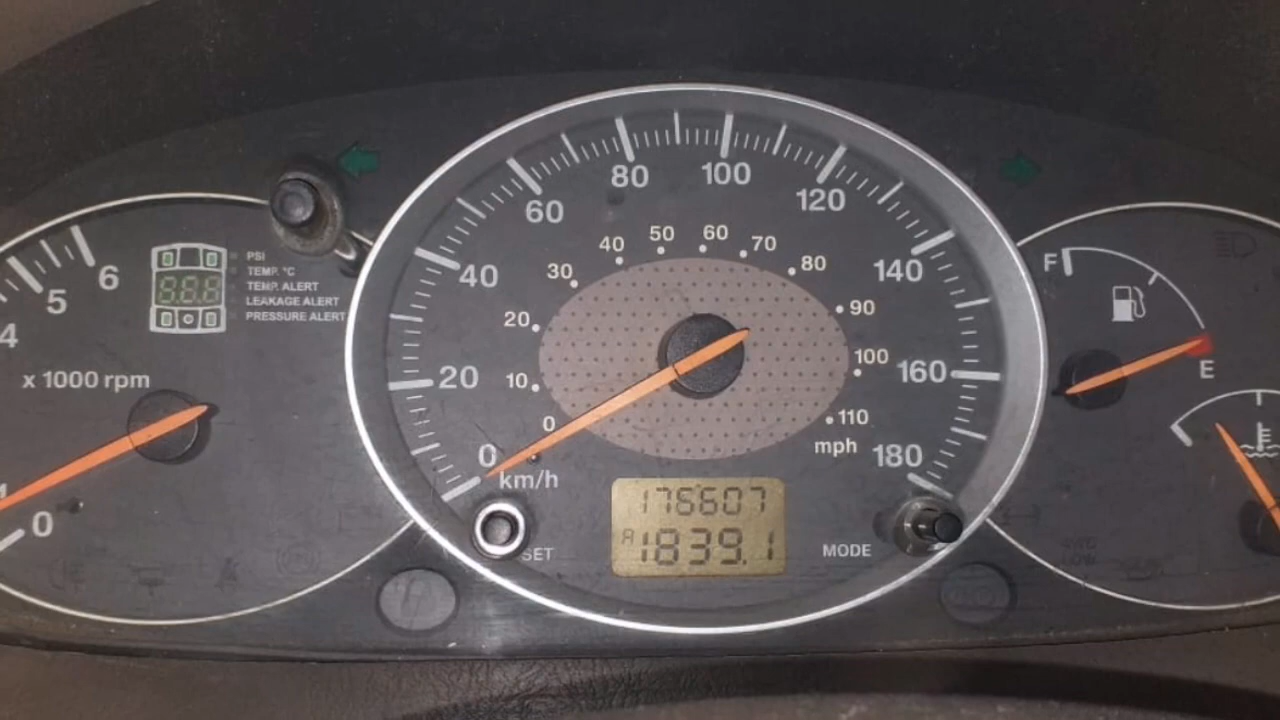 4
5
6
x 1000 rpm
0
PSI
TEMP. °C
TEMP. ALERT
LEAKAGE ALERT
PRESSURE ALERT
0
20
40
60
80
100
120
140
160
180
km/h
0
10
20
30
40
50
60
70
80
90
100
110
mph
176607
A
1839.1
SET
MODE
F
E
4WD
LOW